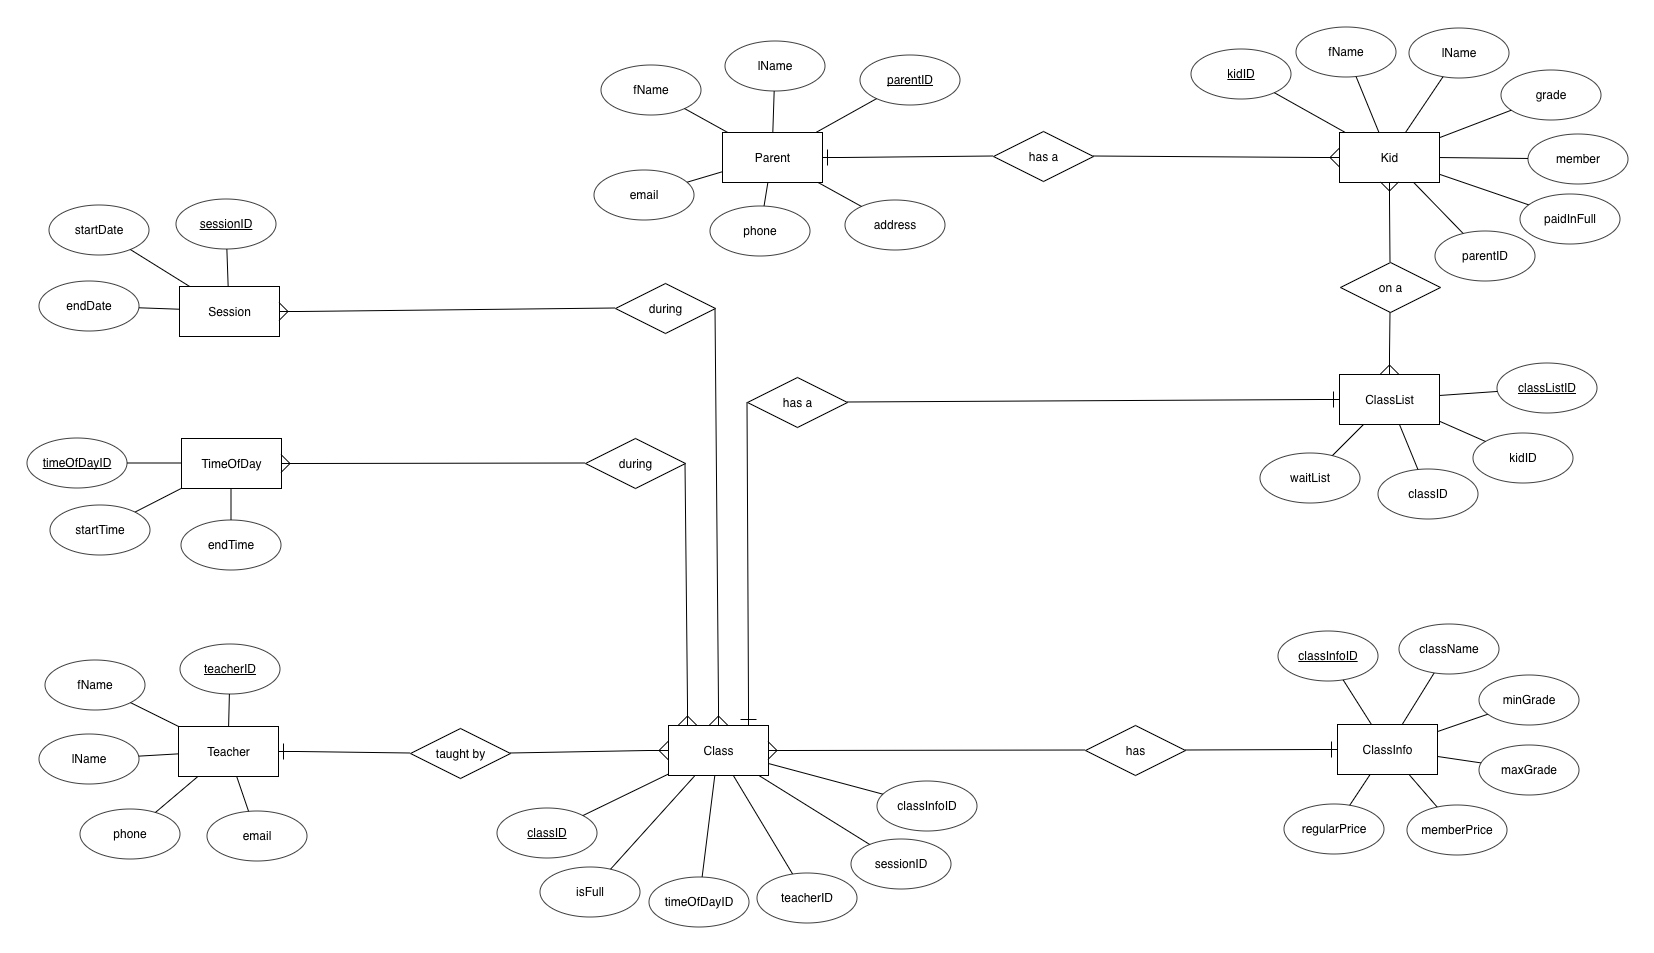 fName
lName
parentID
Parent
email
phone
address
has a
kidID
fName
lName
grade
Kid
member
paidInFull
parentID
on a
startDate
sessionID
endDate
Session
during
has a
ClassList
classListID
kidID
classID
waitList
timeOfDayID
TimeOfDay
during
startTime
endTime
fName
teacherID
lName
Teacher
phone
email
taught by
Class
classID
isFull
timeOfDayID
teacherID
sessionID
classInfoID
has
classInfoID
className
minGrade
ClassInfo
maxGrade
regularPrice
memberPrice